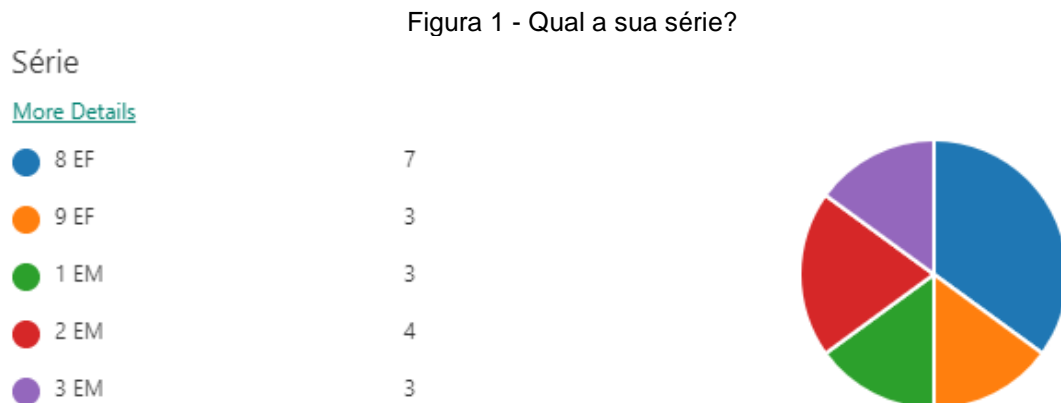 Figura 1 - Qual a sua série?
Série
More Details
8 EF 7
9 EF 3
1 EM 3
2 EM 4
3 EM 3